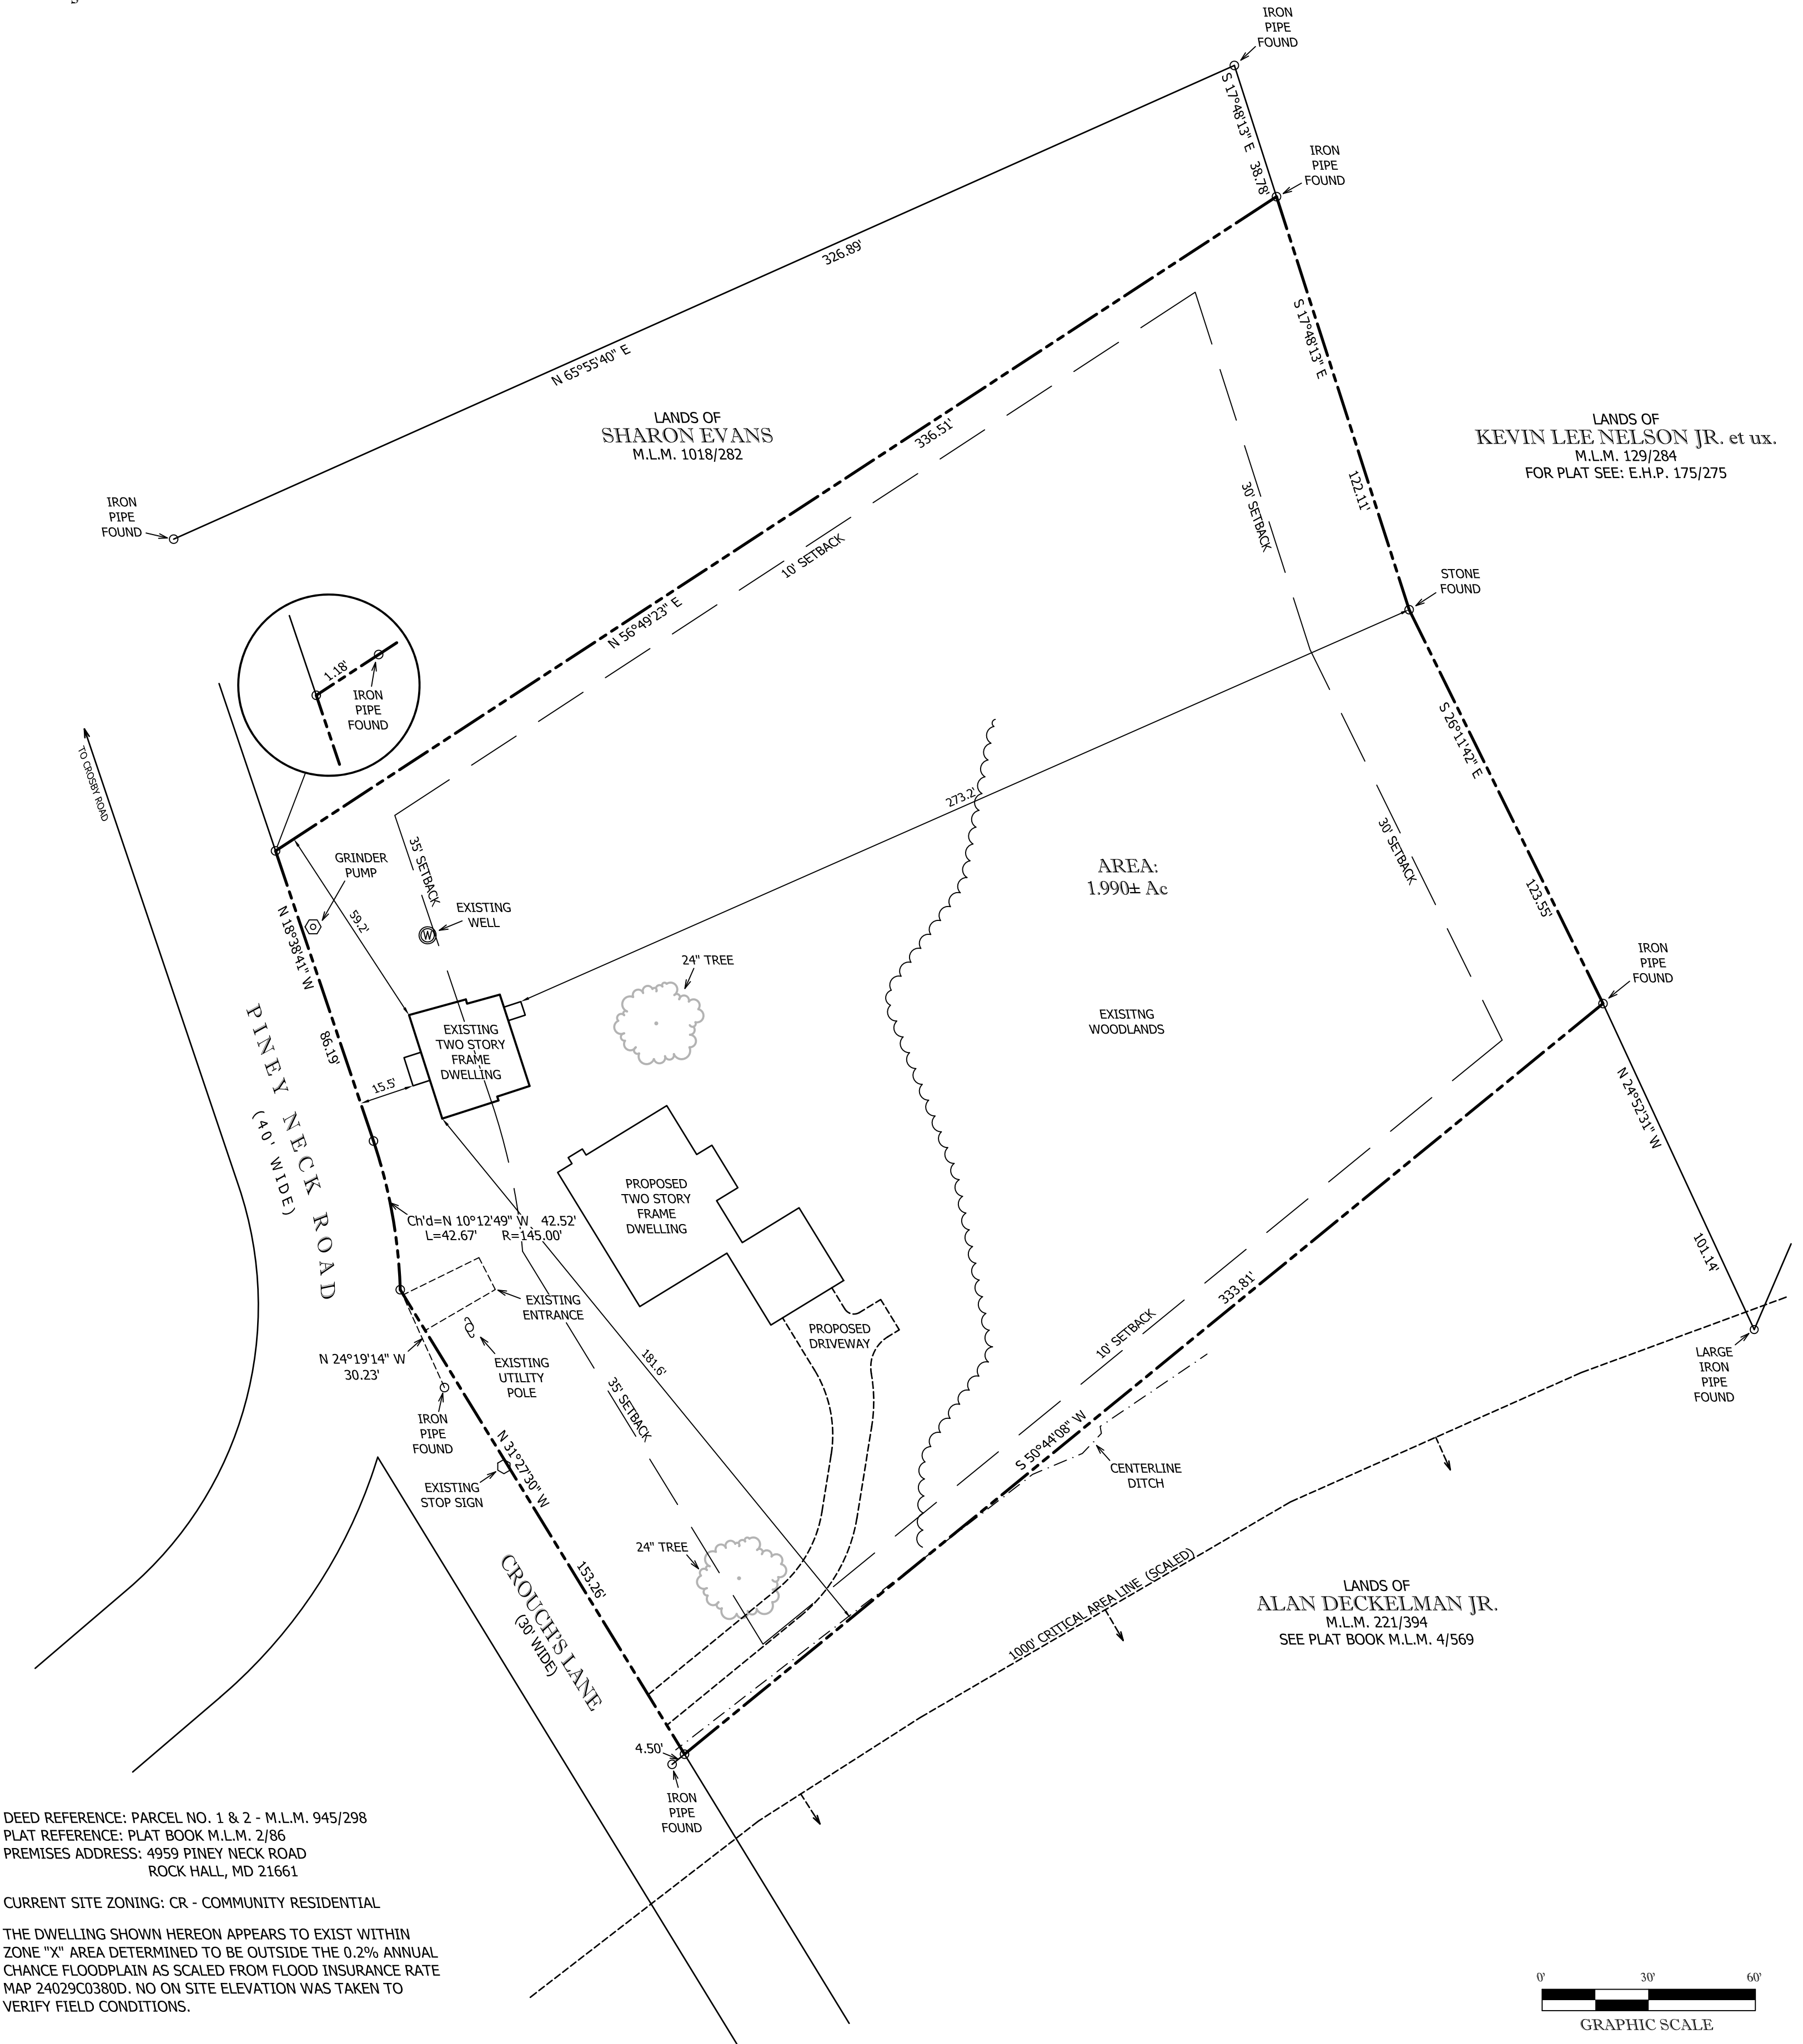 IRON
PIPE
FOUND
S 17°48'13" E 38.78'
IRON
PIPE
FOUND
326.89'
N 65°55'40" E
S 17°48'13" E
122.11'
LANDS OF
SHARON EVANS
M.L.M. 1018/282
336.51'
LANDS OF
KEVIN LEE NELSON JR. et ux.
M.L.M. 129/284
FOR PLAT SEE: E.H.P. 175/275
IRON
PIPE
FOUND
30' SETBACK
10' SETBACK
STONE
FOUND
N 56°49'23" E
1.18'
IRON
PIPE
FOUND
TO CROSBY ROAD
S 26°11'42" E
123.55'
273.2'
30' SETBACK
35' SETBACK
GRINDER
PUMP
AREA:
1.990± Ac
59.2'
EXISTING
WELL
N 18°38'41" W
86.19'
24" TREE
IRON
PIPE
FOUND
EXISTING
TWO STORY
FRAME
DWELLING
EXISITNG
WOODLANDS
15.5'
PINEY NECK ROAD
(40' WIDE)
N 24°52'31" W
101.14'
PROPOSED
TWO STORY
FRAME
DWELLING
Ch'd=N 10°12'49" W 42.52'
L=42.67' R=145.00'
EXISTING
ENTRANCE
333.81'
10' SETBACK
PROPOSED
DRIVEWAY
N 24°19'14" W
30.23'
EXISTING
UTILITY
POLE
181.6'
35' SETBACK
LARGE
IRON
PIPE
FOUND
IRON
PIPE
FOUND
N 31°27'30" W
153.26'
S 50°44'08" W
CENTERLINE
DITCH
EXISTING
STOP SIGN
24" TREE
CROUCH'S LANE
(30' WIDE)
1000' CRITICAL AREA LINE (SCALED)
LANDS OF
ALAN DECKELMAN JR.
M.L.M. 221/394
SEE PLAT BOOK M.L.M. 4/569
4.50'
IRON
PIPE
FOUND
DEED REFERENCE: PARCEL NO. 1 & 2 - M.L.M. 945/298
PLAT REFERENCE: PLAT BOOK M.L.M. 2/86
PREMISES ADDRESS: 4959 PINEY NECK ROAD
ROCK HALL, MD 21661
CURRENT SITE ZONING: CR - COMMUNITY RESIDENTIAL
THE DWELLING SHOWN HEREON APPEARS TO EXIST WITHIN
ZONE "X" AREA DETERMINED TO BE OUTSIDE THE 0.2% ANNUAL
CHANCE FLOODPLAIN AS SCALED FROM FLOOD INSURANCE RATE
MAP 24029C0380D. NO ON SITE ELEVATION WAS TAKEN TO
VERIFY FIELD CONDITIONS.
0' 30' 60'
GRAPHIC SCALE